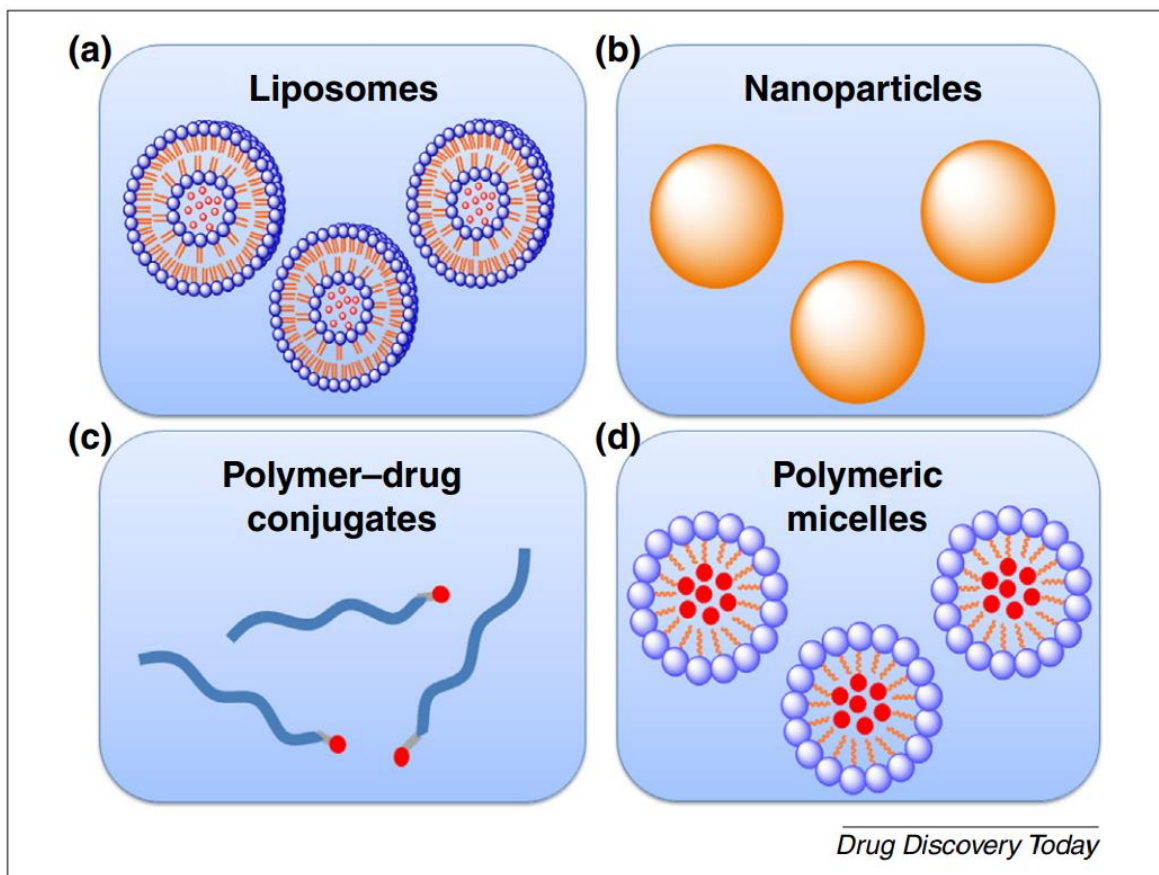 (a)
Liposomes
(b)
Nanoparticles
(c)
Polymer–drug
conjugates
(d)
Polymeric
micelles
Drug Discovery Today